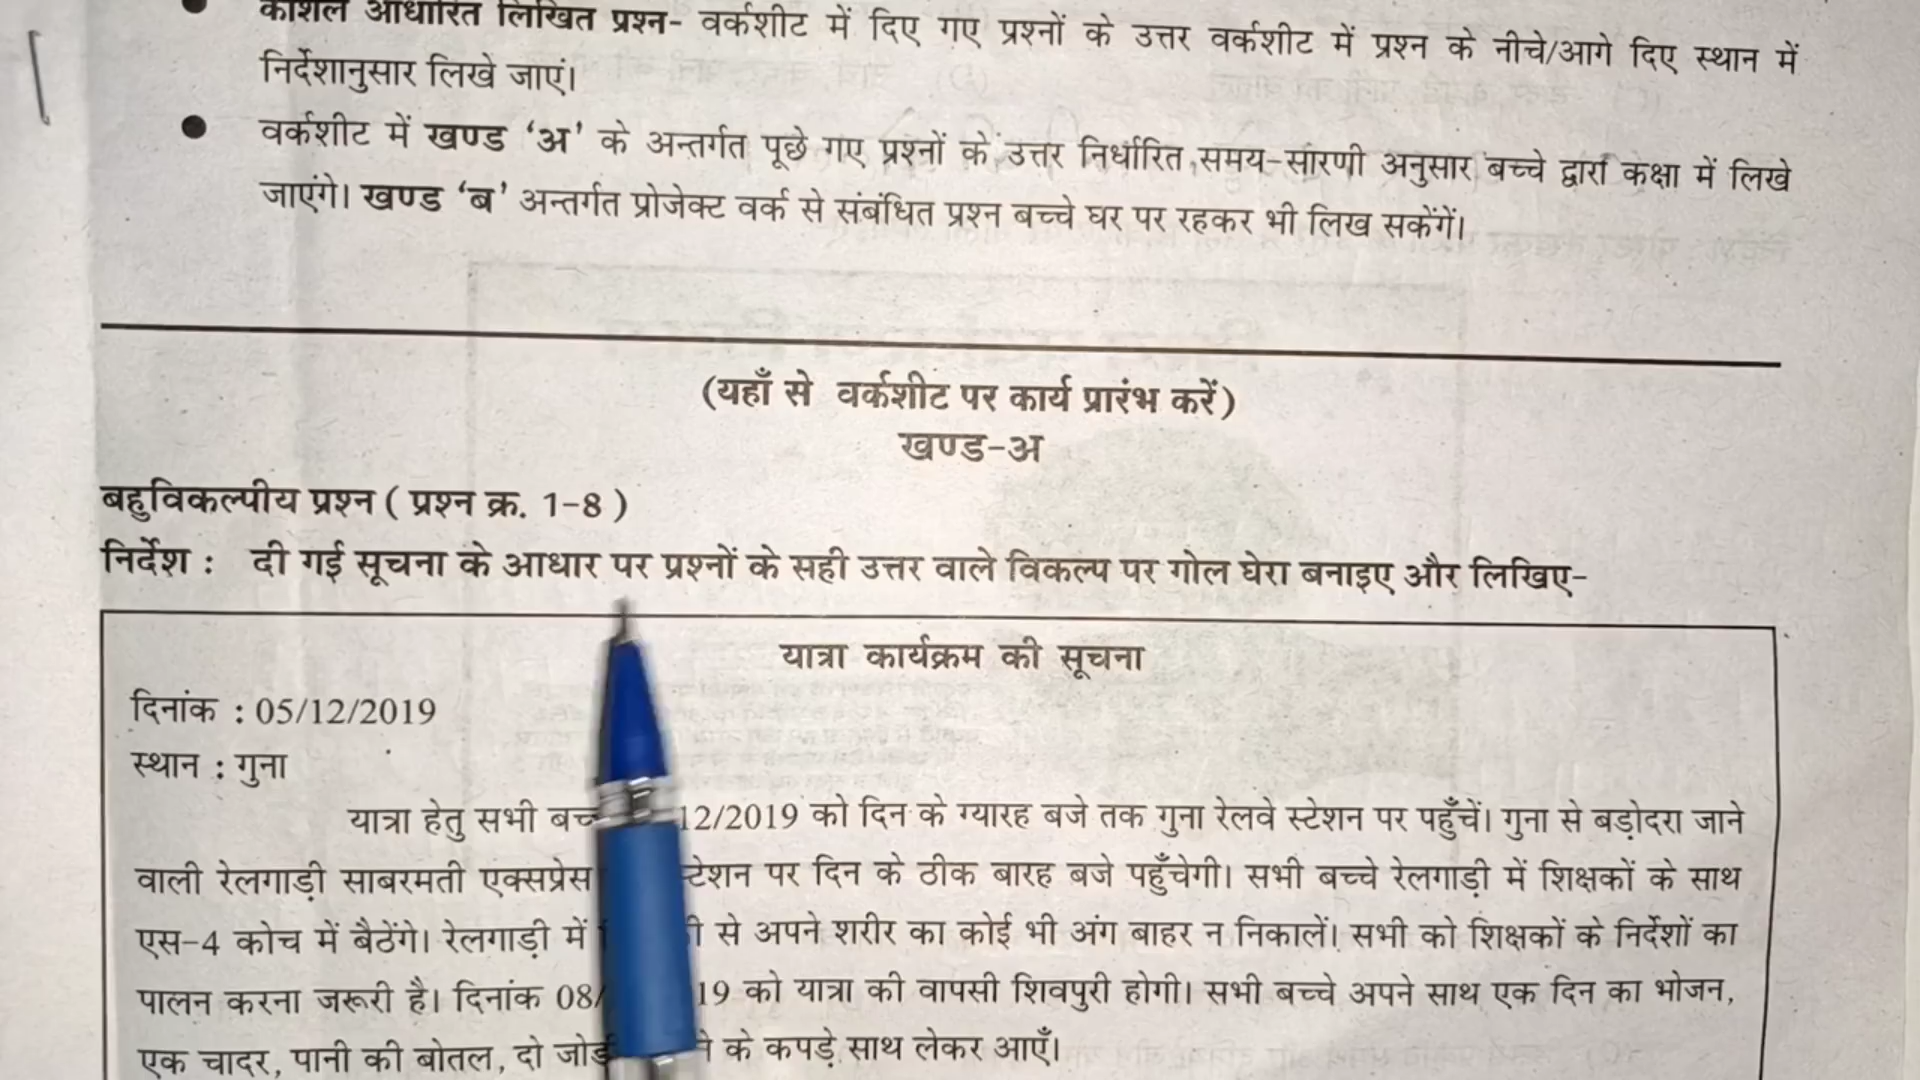 कौशल आधारित लिखित प्रश्न- वर्कशीट में दिए गए प्रश्नों के उत्तर वर्कशीट में प्रश्न के नीचे/आगे दिए स्थान में
निर्देशानुसार लिखे जाएं।
● वर्कशीट में खण्ड ‘अ’ के अन्तर्गत पूछे गए प्रश्नों के उत्तर निर्धारित समय-सारणी अनुसार बच्चे द्वारा कक्षा में लिखे
जाएंगे। खण्ड ‘ब’ अन्तर्गत प्रोजेक्ट वर्क से संबंधित प्रश्न बच्चे घर पर रहकर भी लिख सकेंगें।
(यहाँ से वर्कशीट पर कार्य प्रारंभ करें)
खण्ड-अ
बहुविकल्पीय प्रश्न ( प्रश्न क्र. 1-8 )
निर्देश : दी गई सूचना के आधार पर प्रश्नों के सही उत्तर वाले विकल्प पर गोल घेरा बनाइए और लिखिए-
यात्रा कार्यक्रम की सूचना
दिनांक : 05/12/2019
स्थान : गुना
यात्रा हेतु सभी 12/2019 को दिन के ग्यारह बजे तक गुना रेलवे स्टेशन पर पहुँचें। गुना से बड़ोदरा जाने
वाली रेलगाड़ी साबरमती एक्सप्रेस पर दिन के ठीक बारह बजे पहुँचेगी। सभी बच्चे रेलगाड़ी में शिक्षकों के साथ
एस-4 कोच में बैठेंगे। रेलगाड़ी में से अपने शरीर का कोई भी अंग बाहर न निकालें। सभी को शिक्षकों के निर्देशों का
पालन करना जरूरी है। दिनांक 08/ 19 को यात्रा की वापसी शिवपुरी होगी। सभी बच्चे अपने साथ एक दिन का भोजन,
एक चादर, पानी की बोतल, दो के कपड़े साथ लेकर आएँ।